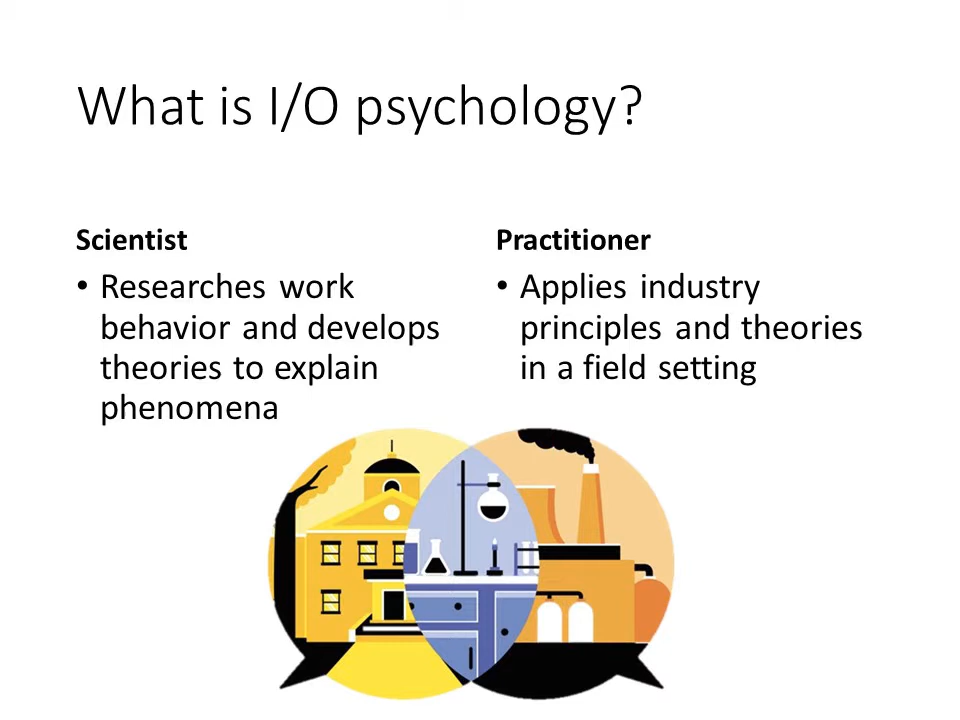 What is I/O psychology?
Scientist
• Researches work
behavior and develops
theories to explain
phenomena
Practitioner
• Applies industry
principles and theories
in a field setting